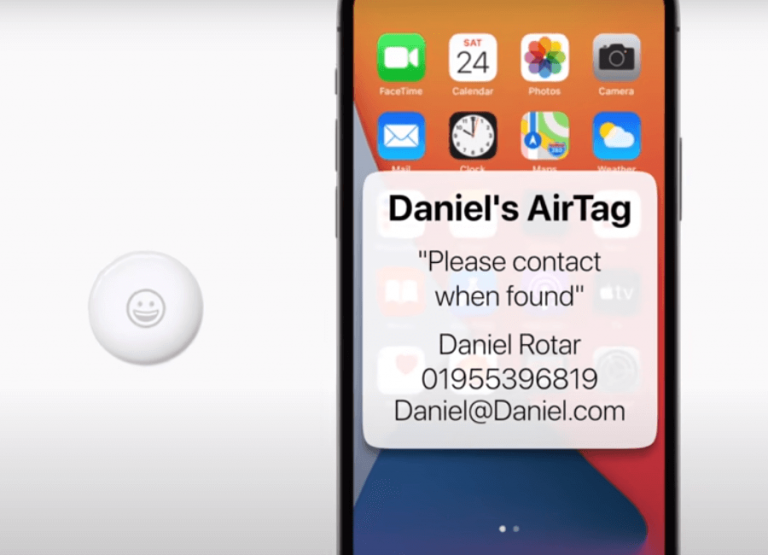 FaceTime
SAT
24
Calendar
Photos
Camera
Mail
Clock
Maps
Weather
Daniel's AirTag
"Please contact
when found"
Daniel Rotar
01955396819
Daniel@Daniel.com
tv